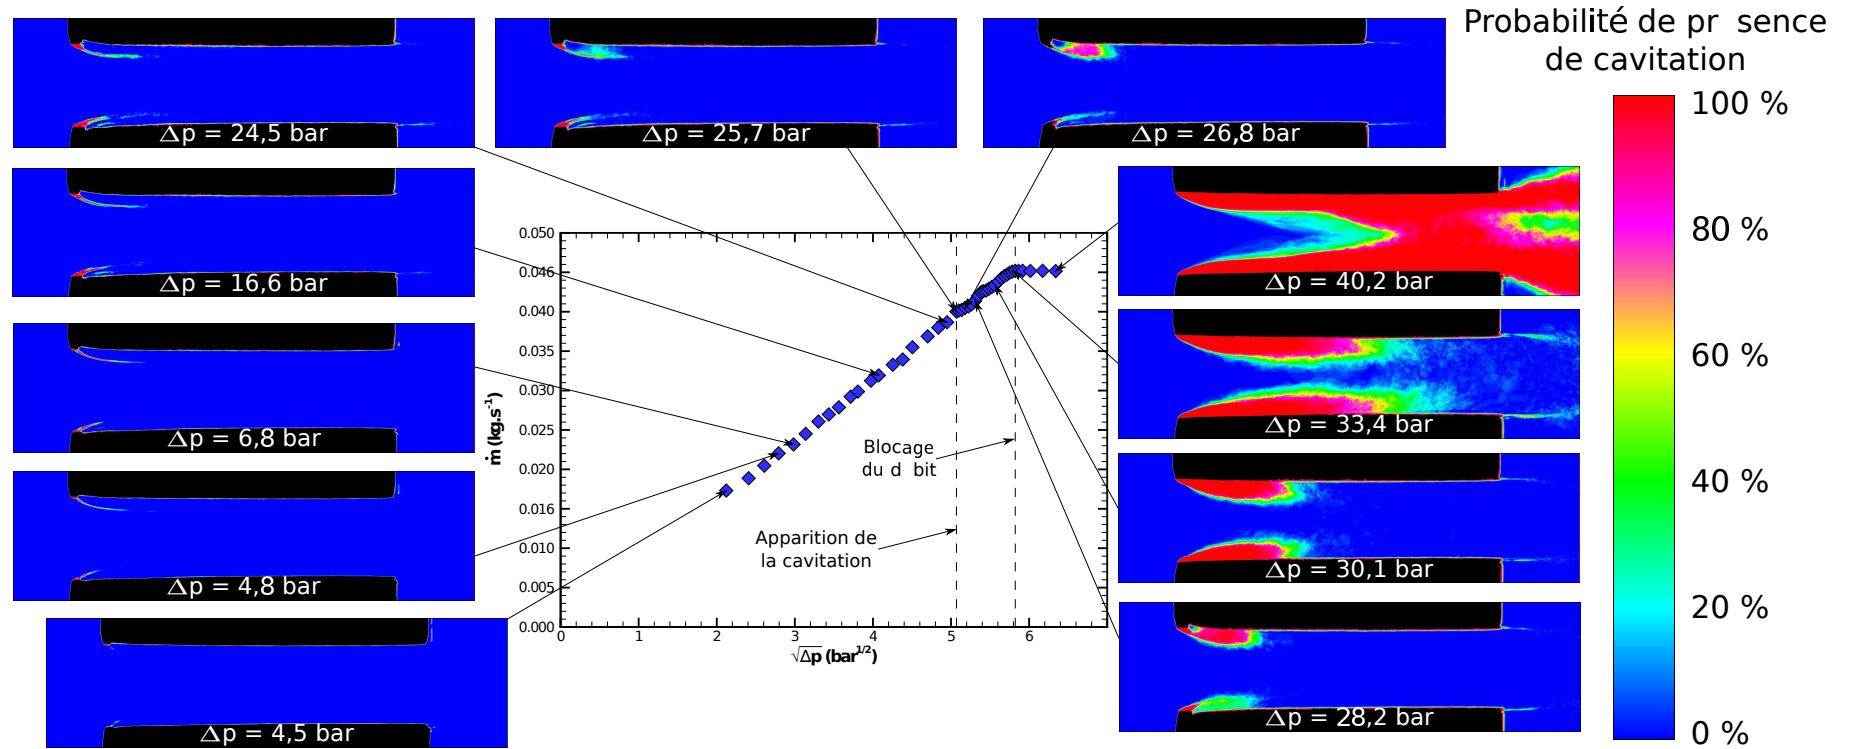 Probabilité de pr sence
de cavitation
100 %
80 %
60 %
40 %
20 %
0 %
Δp = 24,5 bar
Δp = 25,7 bar
Δp = 26,8 bar
Δp = 16,6 bar
Δp = 6,8 bar
Δp = 4,8 bar
Δp = 4,5 bar
Δp = 40,2 bar
Δp = 33,4 bar
Δp = 30,1 bar
Δp = 28,2 bar
0.050
0.046
0.040
0.035
0.030
0.025
0.020
0.016
0.010
0.005
0.000
ṁ (kg.s⁻¹)
Blocage
du d bit
Apparition de
la cavitation
0 1 2 3 4 5 6
√Δp (bar^1/2)